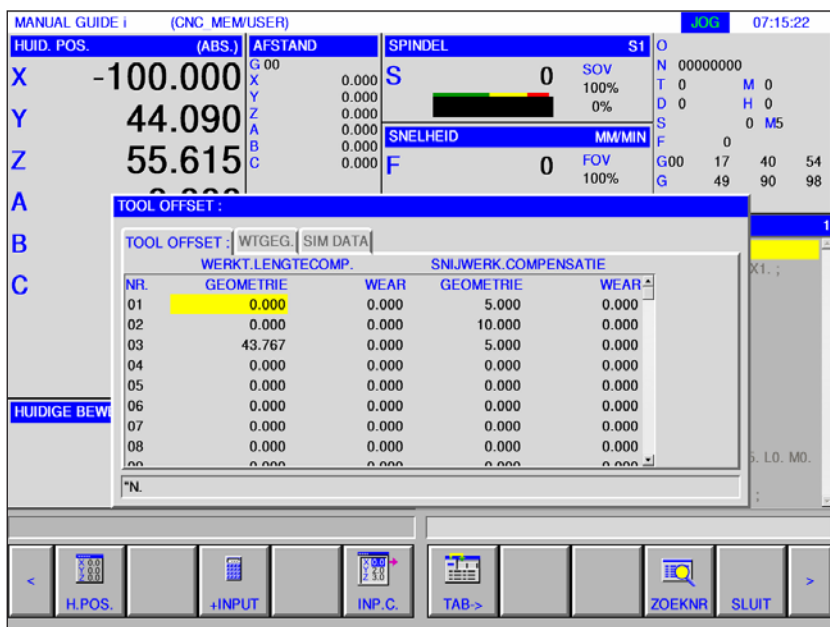 MANUAL GUIDE i (CNC_MEM/USER) JOG 07:15:22
HUID. POS. (ABS.) AFSTAND SPINDEL S1 O
N 00000000
X -100.000
Y 44.090
Z 55.615
A
B
C
G 00
X 0.000
Y 0.000
Z 0.000
A 0.000
B 0.000
C 0.000
S 0 SOV
100%
0%
SNELHEID MM/MIN
F 0 FOV
100%
T 0 M 0
D 0 H 0
S 0 M5
F 0
G00 17 40 54
G 49 90 98
1
TOOL OFFSET :
TOOL OFFSET : WTGEG. SIM DATA
WERKT.LENGTECOMP. SNIJWERK.COMPENSATIE
NR. GEOMETRIE WEAR GEOMETRIE WEAR
01 0.000 0.000 5.000 0.000
02 0.000 0.000 10.000 0.000
03 43.767 0.000 5.000 0.000
04 0.000 0.000 0.000 0.000
05 0.000 0.000 0.000 0.000
06 0.000 0.000 0.000 0.000
07 0.000 0.000 0.000 0.000
08 0.000 0.000 0.000 0.000
"N.
X1. ;
HUIDIGE
L0. M0.
;
< H.POS. +INPUT INP.C. TAB-> ZOEKNR SLUIT >